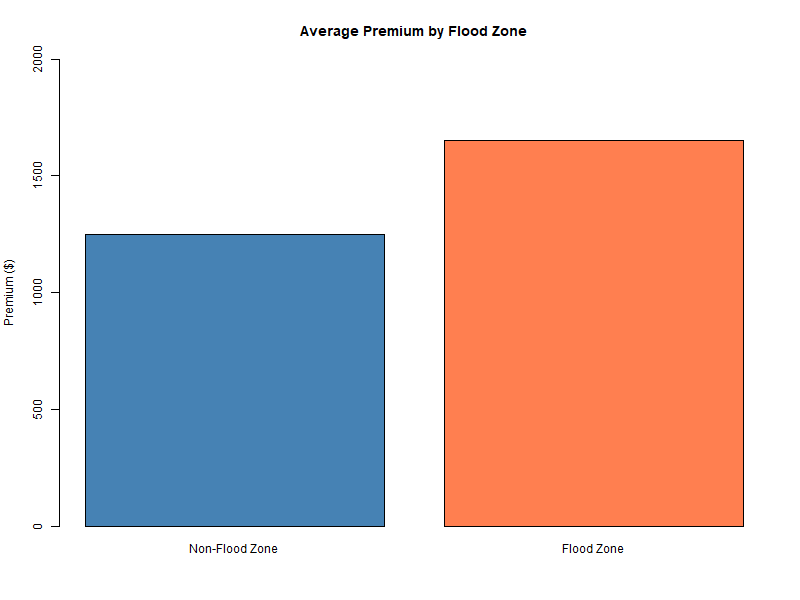 Average Premium by Flood Zone
2000
1500
1000
500
0
Premium ($)
Non-Flood Zone
Flood Zone